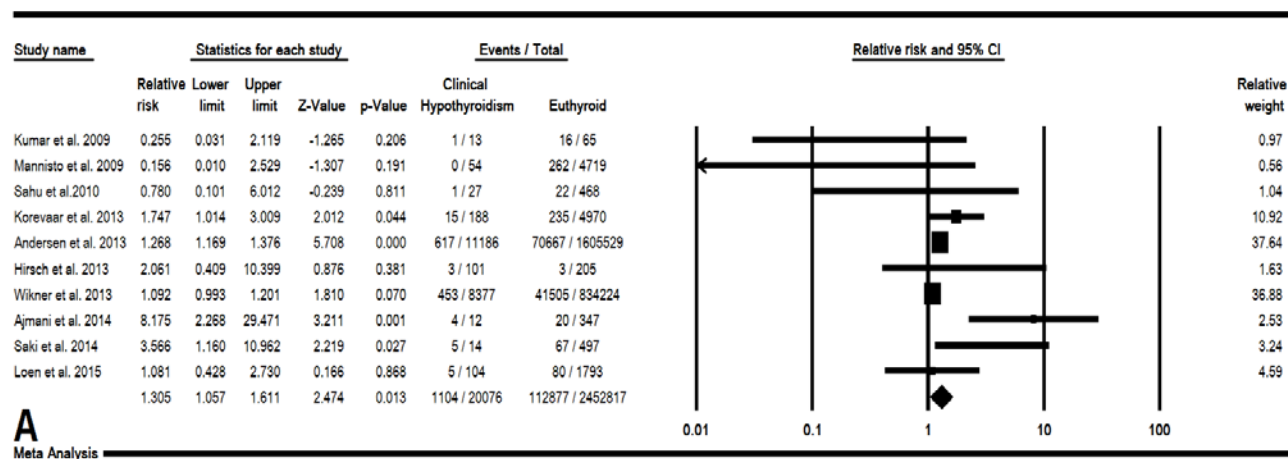 Study name Statistics for each study Events / Total Relative risk and 95% CI
Relative Lower Upper Clinical Relative
risk limit limit Z-Value p-Value Hypothyroidism Euthyroid weight
Kumar et al. 2009 0.255 0.031 2.119 -1.265 0.206 1 / 13 16 / 65 0.97
Mannisto et al. 2009 0.156 0.010 2.529 -1.307 0.191 0 / 54 262 / 4719 0.56
Sahu et al.2010 0.780 0.101 6.012 -0.239 0.811 1 / 27 22 / 468 1.04
Korevaar et al. 2013 1.747 1.014 3.009 2.012 0.044 15 / 188 235 / 4970 10.92
Andersen et al. 2013 1.268 1.169 1.376 5.708 0.000 617 / 11186 70667 / 1605529 37.64
Hirsch et al. 2013 2.061 0.409 10.399 0.876 0.381 3 / 101 3 / 205 1.63
Wikner et al. 2013 1.092 0.993 1.201 1.810 0.070 453 / 8377 41505 / 834224 36.88
Ajmani et al. 2014 8.175 2.268 29.471 3.211 0.001 4 / 12 20 / 347 2.53
Saki et al. 2014 3.566 1.160 10.962 2.219 0.027 5 / 14 67 / 497 3.24
Loen et al. 2015 1.081 0.428 2.730 0.166 0.868 5 / 104 80 / 1793 4.59
1.305 1.057 1.611 2.474 0.013 1104 / 20076 112877 / 2452817
0.01 0.1 1 10 100
A
Meta Analysis